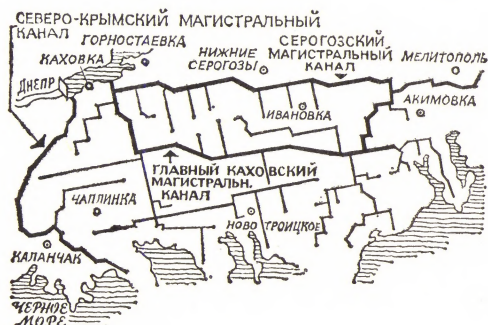 СЕВЕРО-КРЫМСКИЙ МАГИСТРАЛЬНЫЙ
КАНАЛ
ГОРНОСТАЕВКА
КАХОВКА
ДНЕПР
НИЖНИЕ
СЕРОГОЗЫ
СЕРОГОЗСКИЙ
МАГИСТРАЛЬНЫЙ
КАНАЛ
МЕЛИТОПОЛЬ
АКИМОВКА
ИВАНОВКА
ГЛАВНЫЙ КАХОВСКИЙ
МАГИСТРАЛЬН.
КАНАЛ
ЧАПЛИНКА
НОВО ТРОИЦКОЕ
КАЛАНЧАК
ЧЕРНОЕ
МОРЕ